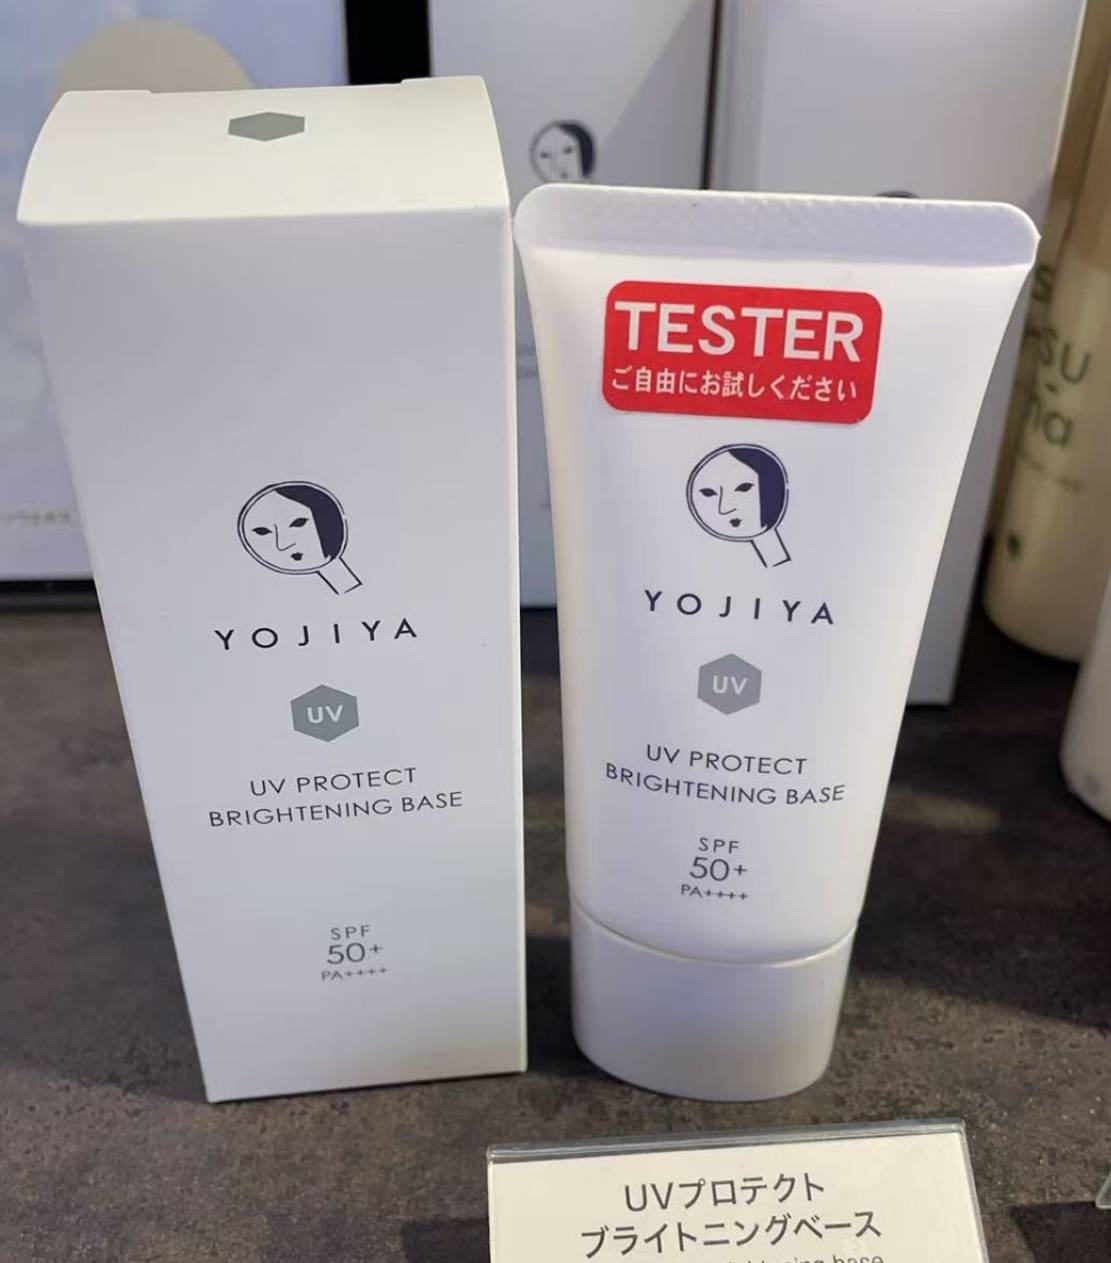 YOJIYA
UV
UV PROTECT
BRIGHTENING BASE
SPF
50+
PA++++
TESTER
ご自由にお試しください
YOJIYA
UV
UV PROTECT
BRIGHTENING BASE
SPF
50+
PA++++
UVプロテクト
ブライトニングベース
base